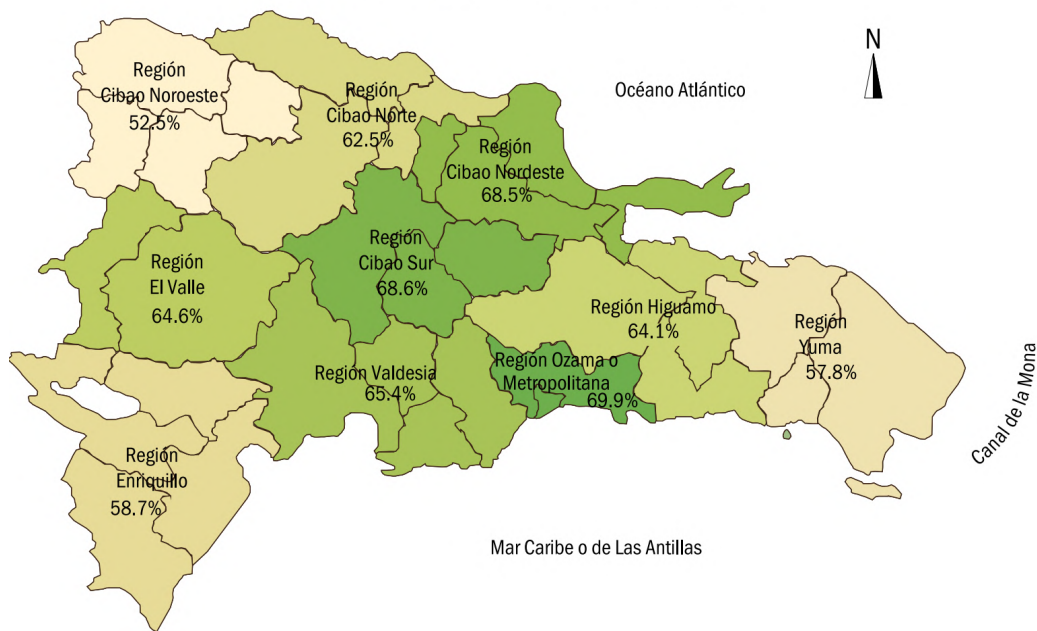 N
Océano Atlántico
Región
Cibao Noroeste
52.5%
Región
Cibao Norte
62.5%
Región
Cibao Nordeste
68.5%
Región
Cibao Sur
68.6%
Región
El Valle
64.6%
Región Higuamo
64.1%
Región
Yuma
57.8%
Región Ozama o
Metropolitana
69.9%
Región Valdesia
65.4%
Región
Enriquillo
58.7%
Canal de la Mona
Mar Caribe o de Las Antillas